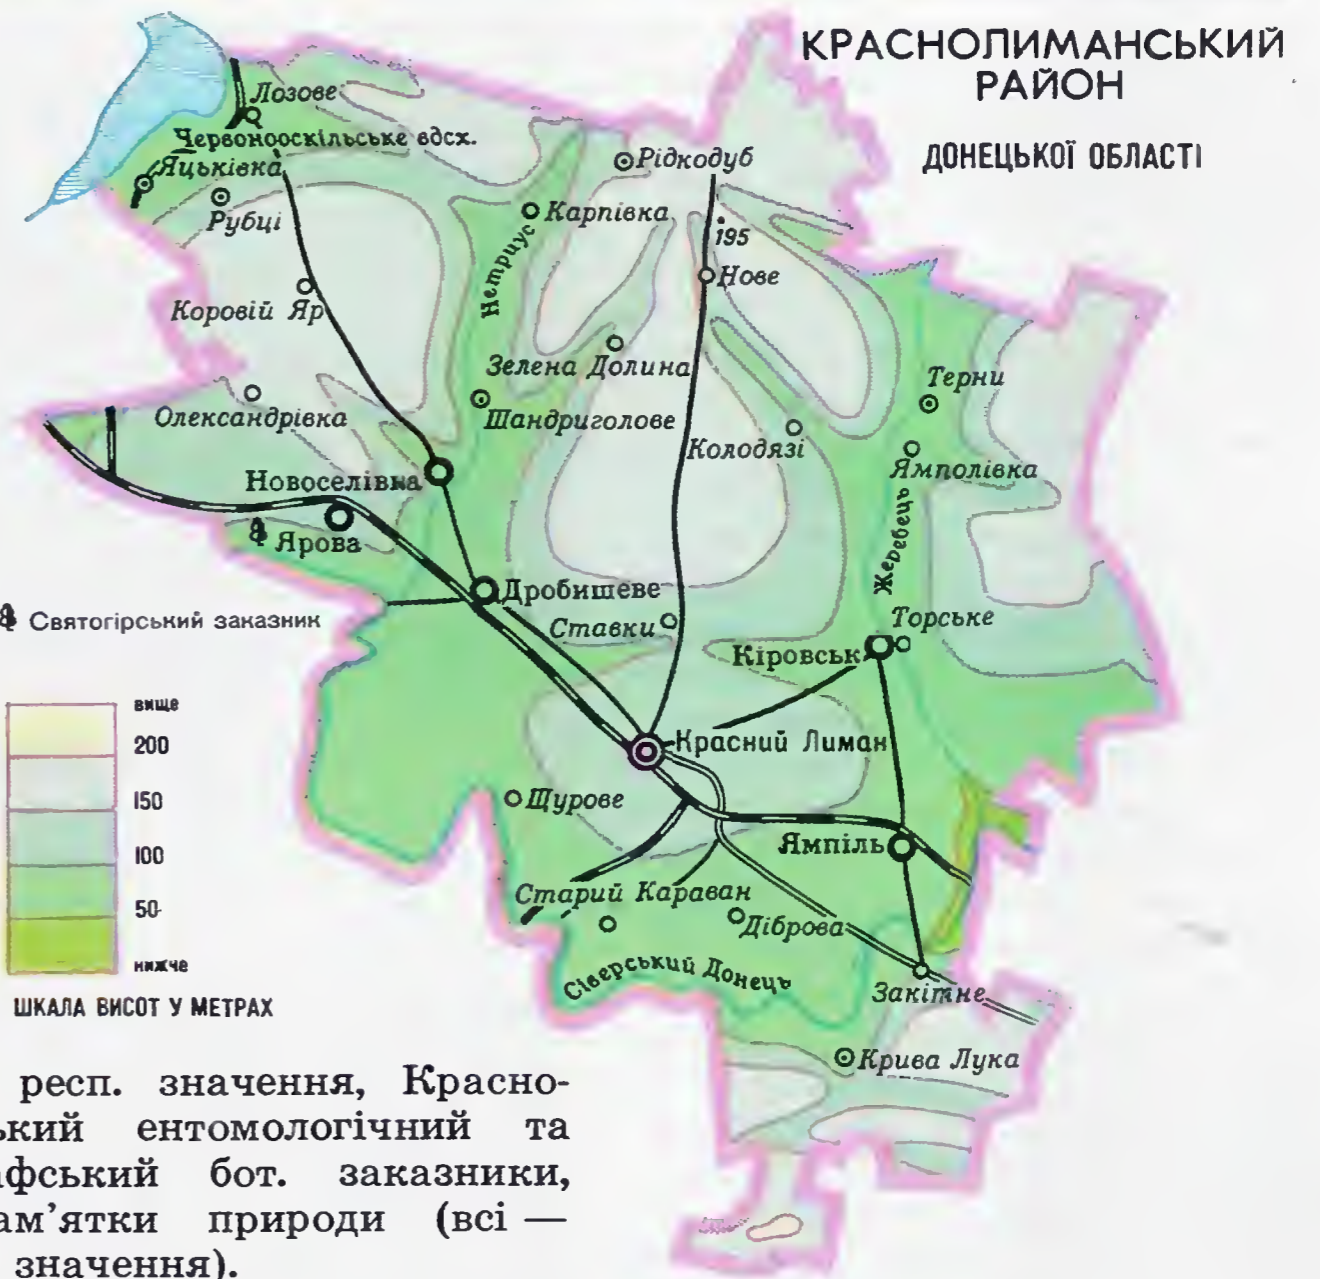 КРАСНОЛИМАНСЬКИЙ
РАЙОН
ДОНЕЦЬКОЇ ОБЛАСТІ
Лозове
Червонооскільське вдсх.
Яцьківка
Рубці
Рідкодуб
Карпівка
195
Нетриус
Нове
Коровій Яр
Зелена Долина
Терни
Олександрівка
Шандриголове
Колодязі
Ямполівка
Новоселівка
Ярова
Жеребець
Дробишеве
Святогірський заказник
Ставки
Торське
Кіровськ
Красний Лиман
вище
200
150
100
50
нижче
ШКАЛА ВИСОТ У МЕТРАХ
Щурове
Ямпіль
Старий Караван
Діброва
Сіверський Донець
Закітне
Крива Лука
респ. значення, Красно-
ький ентомологічний та
афський бот. заказники,
ам’ятки природи (всі —
значення).